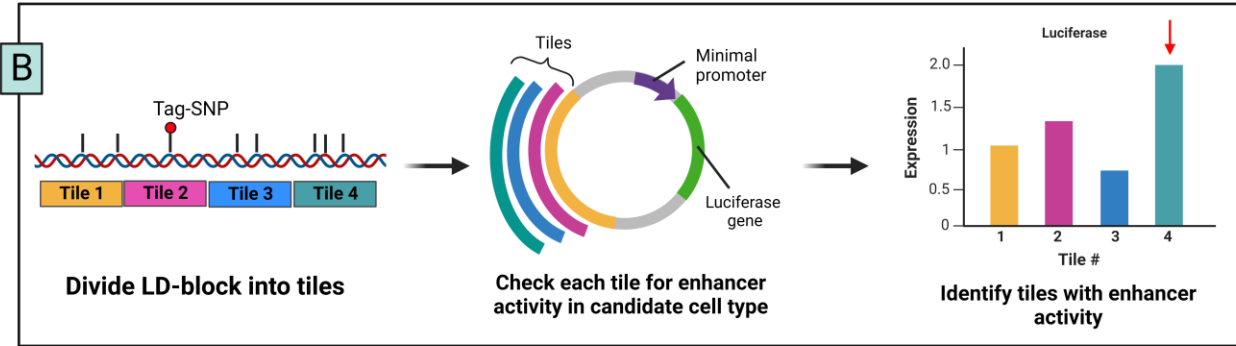 B
Tag-SNP
Tile 1
Tile 2
Tile 3
Tile 4
Divide LD-block into tiles
Tiles
Minimal
promoter
Luciferase
gene
Check each tile for enhancer
activity in candidate cell type
Luciferase
Expression
2.0
1.5
1
0.5
0
1
2
3
4
Tile #
Identify tiles with enhancer
activity